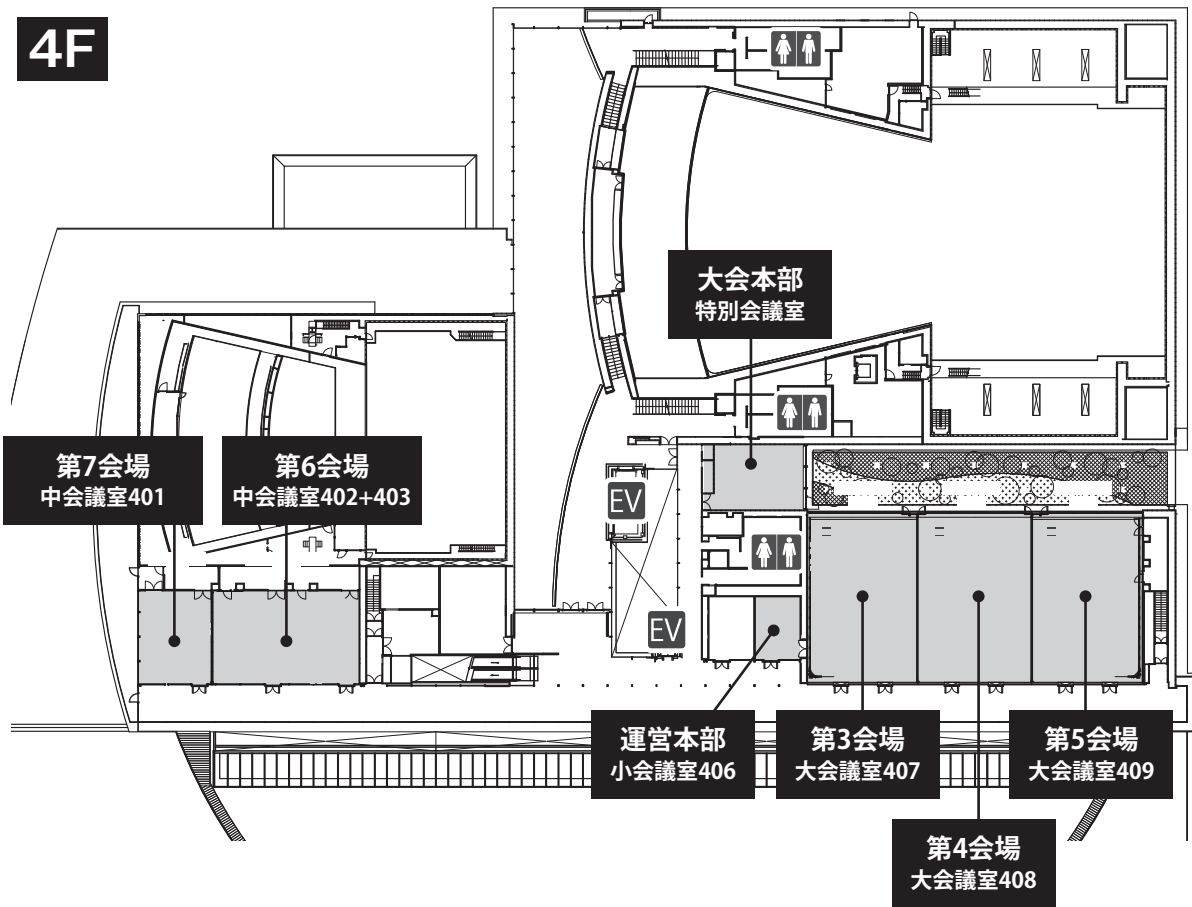 4F
大会本部
特別会議室
第7会場
中会議室401
第6会場
中会議室402+403
EV
EV
運営本部
小会議室406
第3会場
大会議室407
第5会場
大会議室409
第4会場
大会議室408